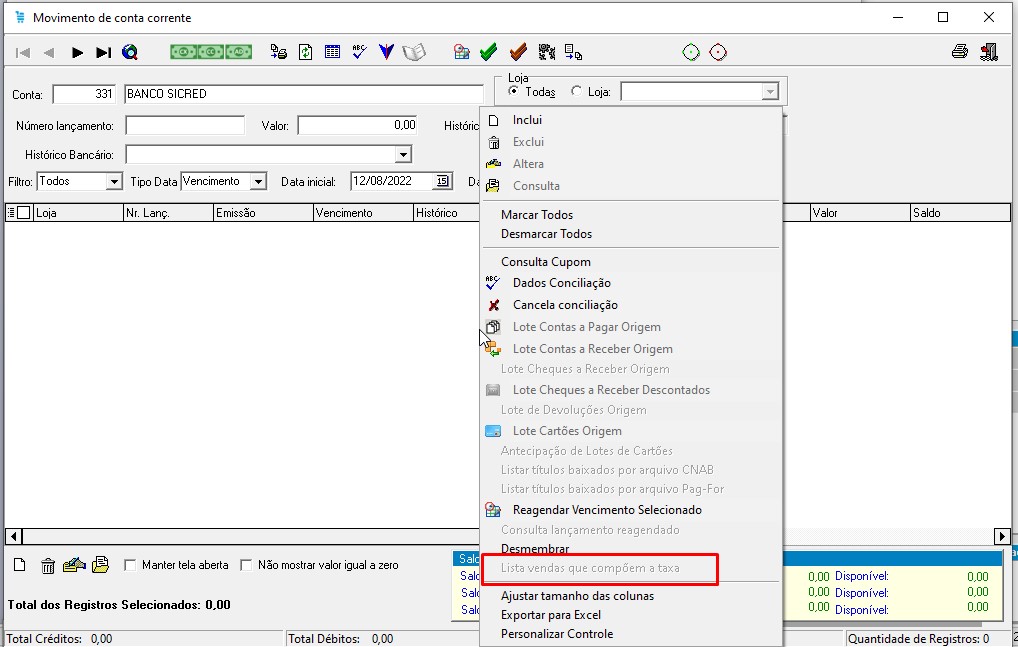 Movimento de conta corrente
Loja
Conta: 331 BANCO SICRED Todas Loja:
Número lançamento: Valor: 0,00 Históric
Histórico Bancário:
Filtro: Todos Tipo Data Vencimento Data inicial: 12/08/2022 15
Loja Nr. Lanç. Emissão Vencimento Histórico Valor Saldo
Inclui
Exclui
Altera
Consulta
Marcar Todos
Desmarcar Todos
Consulta Cupom
ABC Dados Conciliação
Cancela conciliação
Lote Contas a Pagar Origem
Lote Contas a Receber Origem
Lote Cheques a Receber Origem
Lote Cheques a Receber Descontados
Lote de Devoluções Origem
Lote Cartões Origem
Antecipação de Lotes de Cartões
Listar títulos baixados por arquivo CNAB
Listar títulos baixados por arquivo Pag-For
Reagendar Vencimento Selecionado
Consulta lançamento reagendado
Desmembrar
Lista vendas que compõem a taxa
Ajustar tamanho das colunas
Exportar para Excel
Personalizar Controle
Manter tela aberta Não mostrar valor igual a zero
Total dos Registros Selecionados: 0,00
Sald
Sald 0,00 Disponível: 0,00
Sald 0,00 Disponível: 0,00
Sald 0,00 Disponível: 0,00
Total Créditos: 0,00 Total Débitos: 0,00 Quantidade de Registros: 0